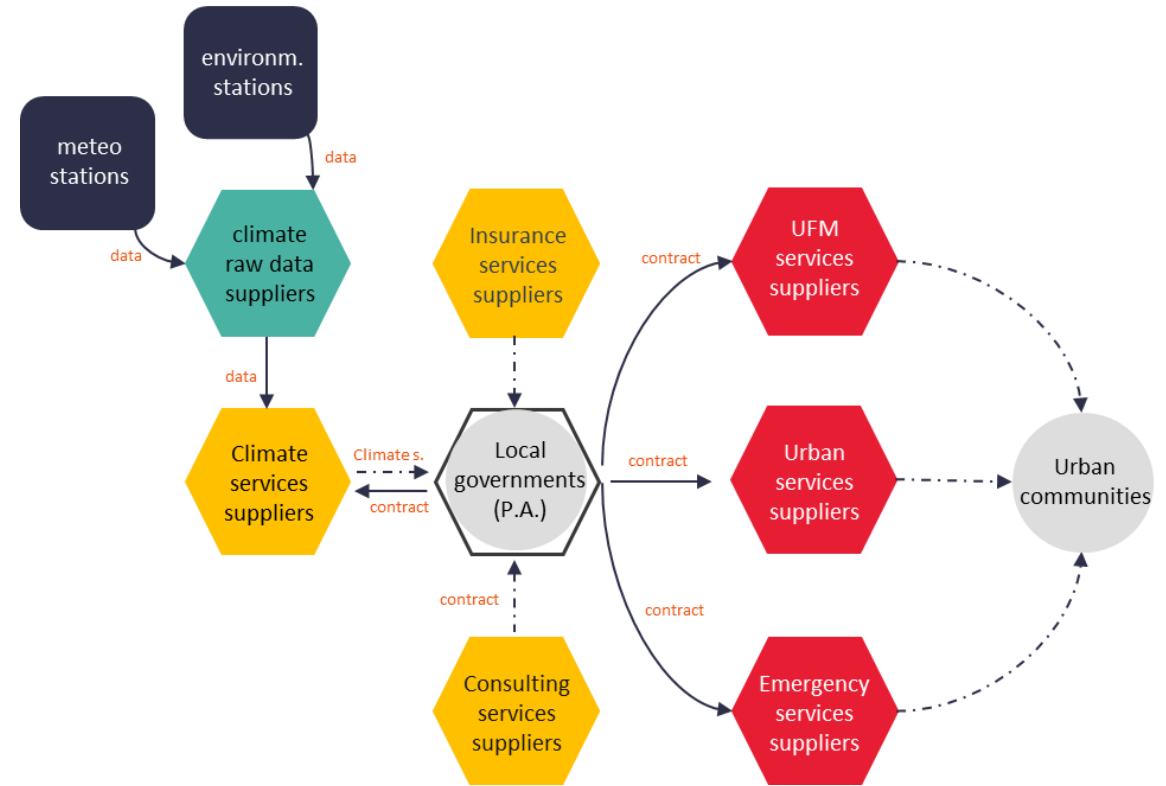 environm.
stations
meteo
stations
data
data
climate
raw data
suppliers
Insurance
services
suppliers
contract
UFM
services
suppliers
data
Climate
services
suppliers
Climate s.
contract
Local
governments
(P.A.)
contract
Urban
services
suppliers
Urban
communities
contract
contract
Consulting
services
suppliers
Emergency
services
suppliers